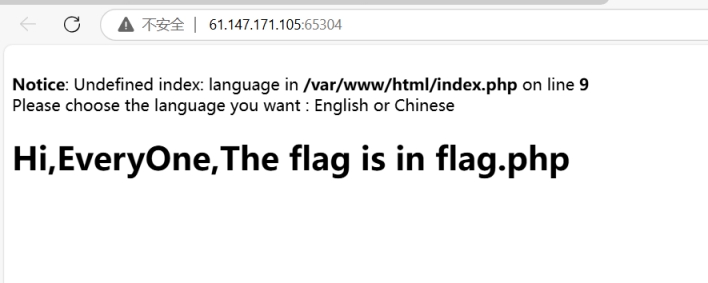 不安全 | 61.147.171.105:65304
Notice: Undefined index: language in /var/www/html/index.php on line 9
Please choose the language you want : English or Chinese
Hi,EveryOne,The flag is in flag.php